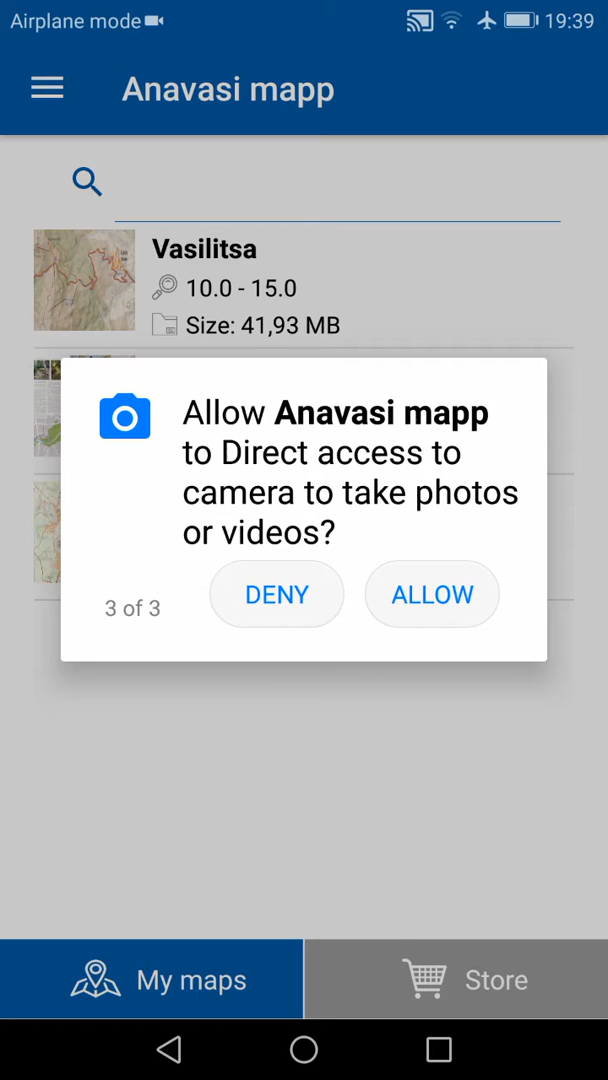 Airplane mode 19:39
Anavasi mapp
Vasilitsa
10.0 - 15.0
Size: 41,93 MB
Allow Anavasi mapp
to Direct access to
camera to take photos
or videos?
3 of 3 DENY ALLOW
My maps Store